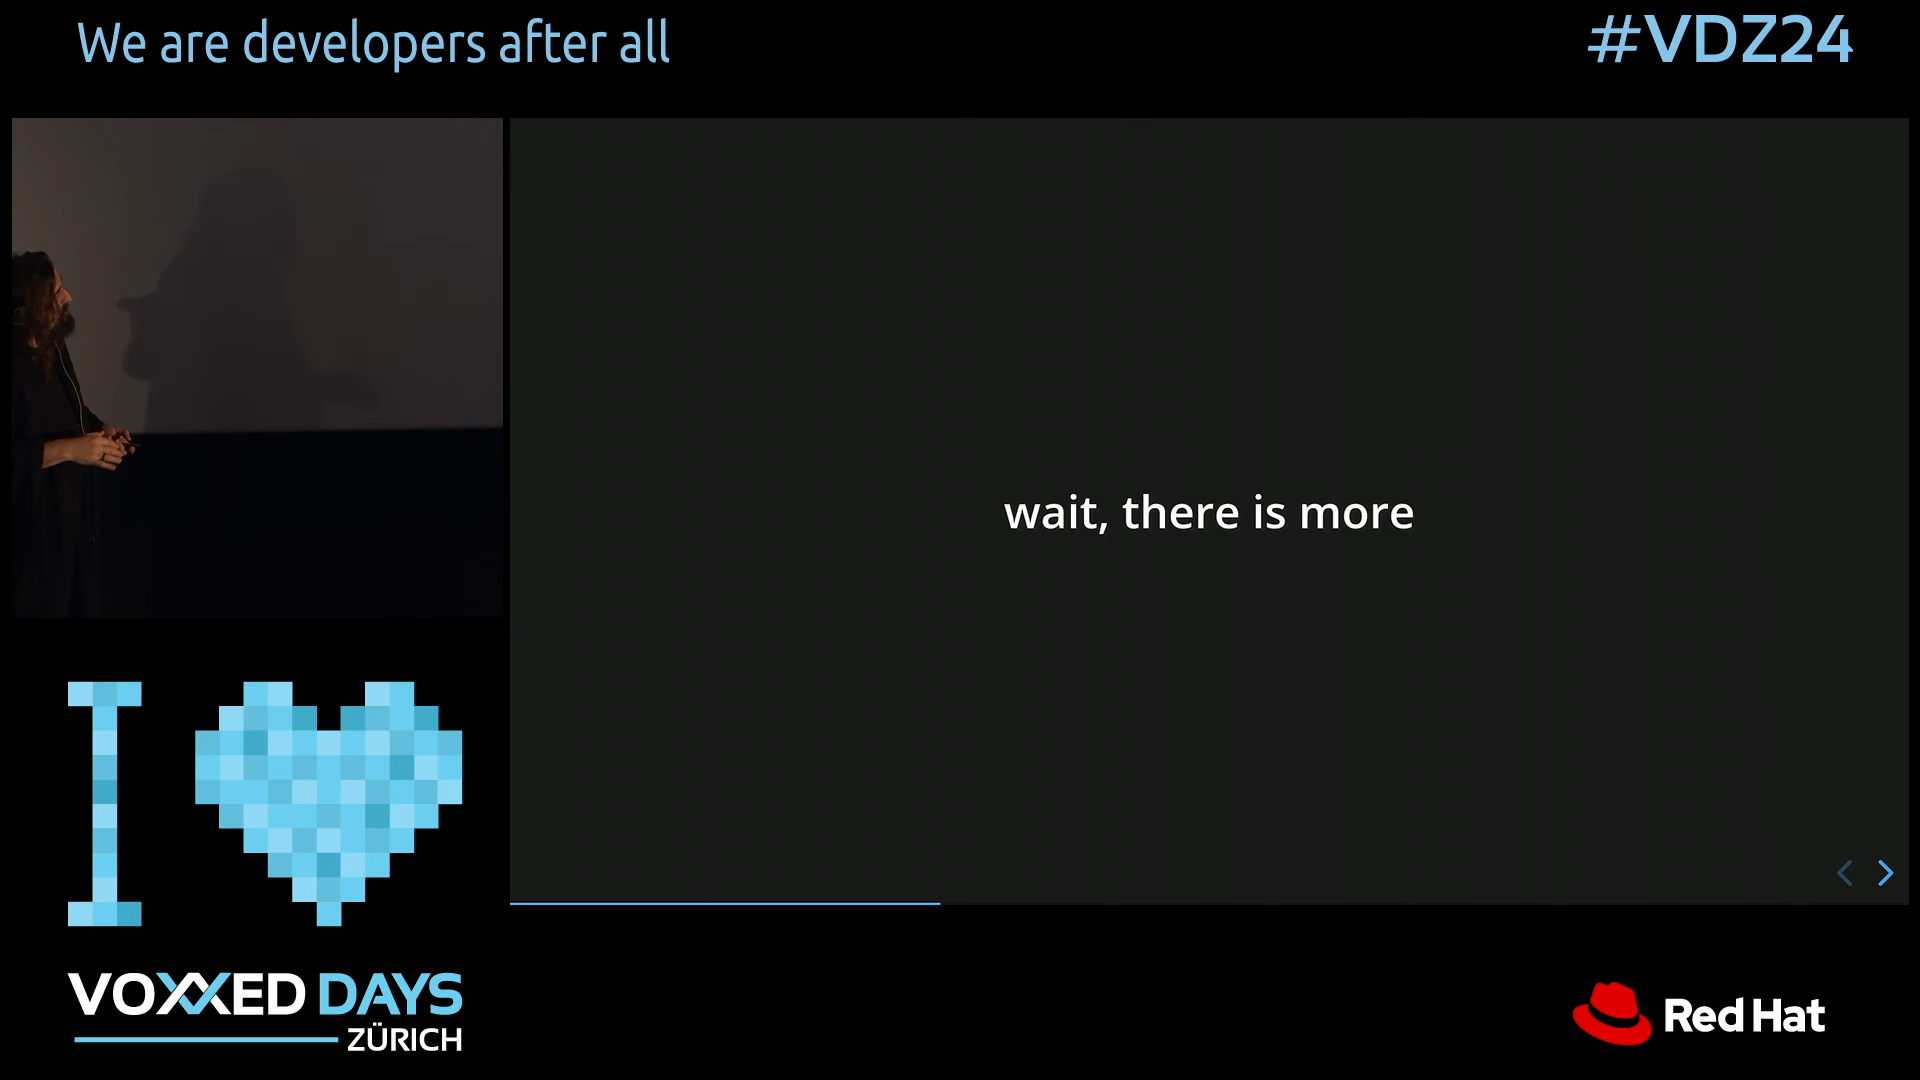 We are developers after all
#VDZ24
wait, there is more
I
VOXXED DAYS
ZÜRICH
Red Hat